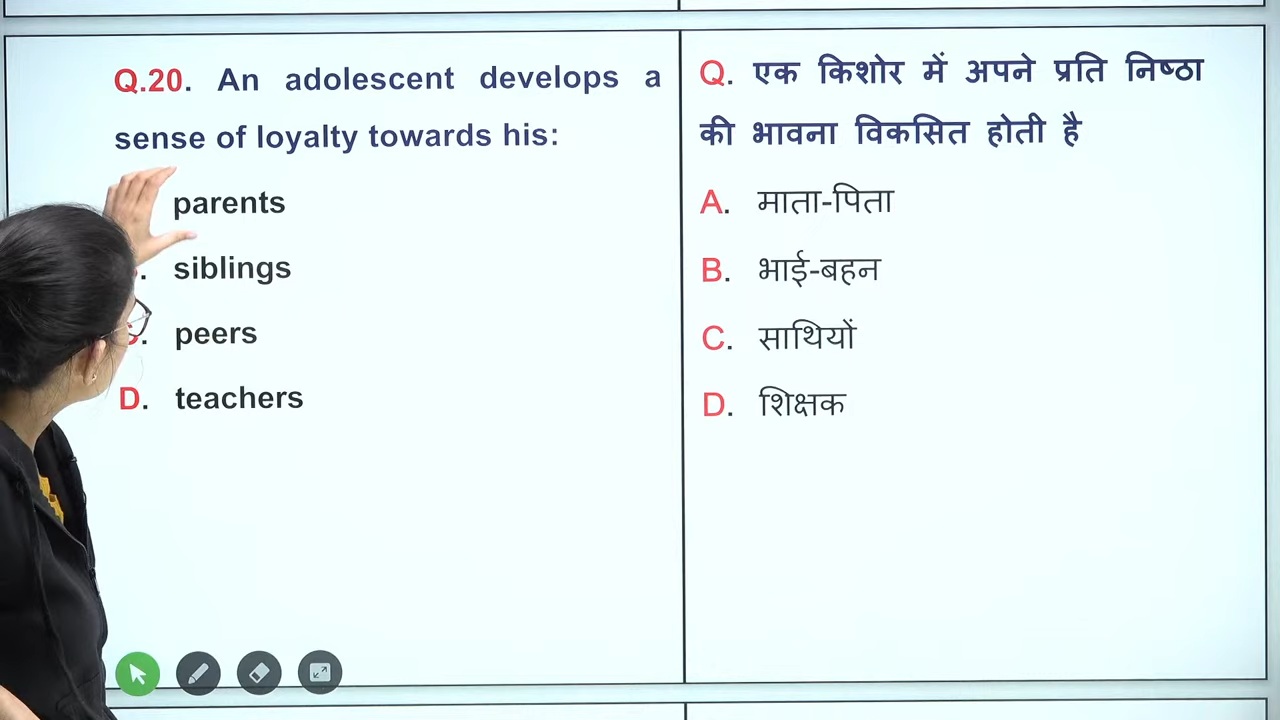 Q.20. An adolescent develops a
sense of loyalty towards his:
parents
. siblings
. peers
D. teachers
Q. एक किशोर में अपने प्रति निष्ठा
की भावना विकसित होती है
A. माता-पिता
B. भाई-बहन
C. साथियों
D. शिक्षक